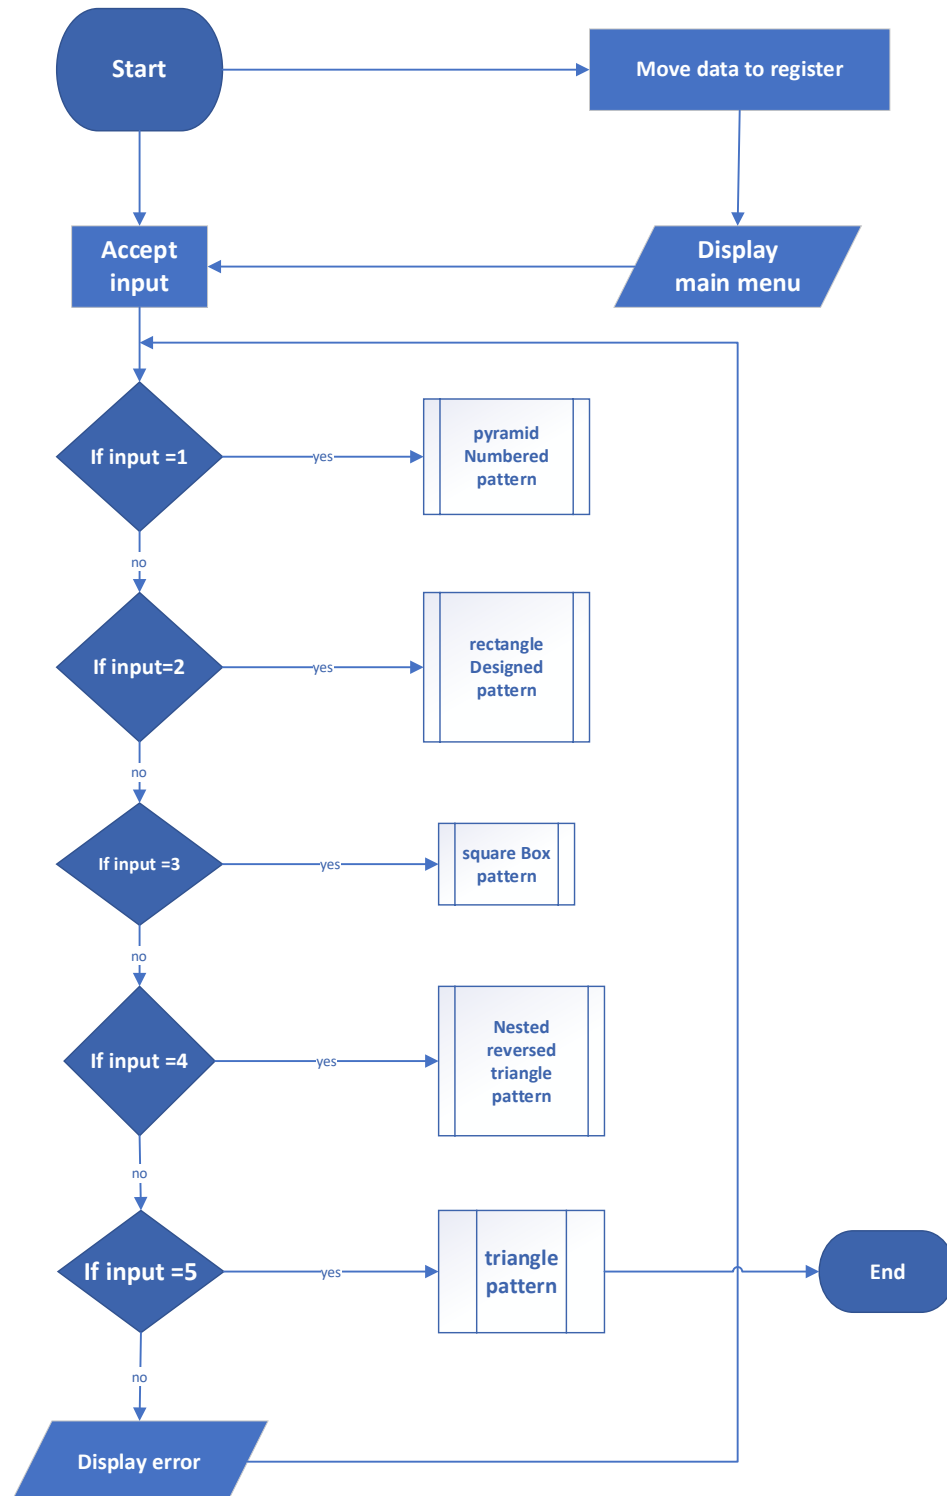 Start
Move data to register
Accept
input
Display
main menu
If input =1
yes
pyramid
Numbered
pattern
no
If input=2
yes
rectangle
Designed
pattern
no
If input =3
yes
square Box
pattern
no
If input =4
yes
Nested
reversed
triangle
pattern
no
If input =5
yes
triangle
pattern
End
no
Display error